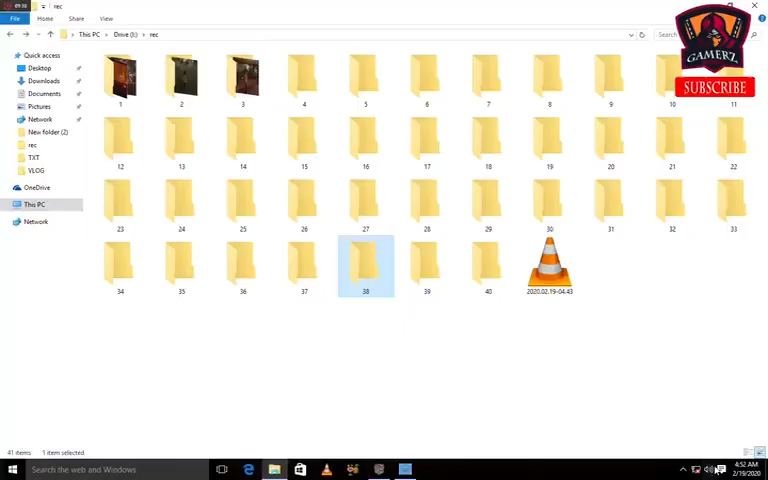 09:38
rec
File
Home
Share
View
This PC
Drive (I:)
rec
Search
GAMERZ
SUBSCRIBE
Quick access
Desktop
Downloads
Documents
Pictures
Network
New folder (2)
rec
TXT
VLOG
OneDrive
This PC
Network
1 2 3 4 5 6 7 8 9 10 11
12 13 14 15 16 17 18 19 20 21 22
23 24 25 26 27 28 29 30 31 32 33
34 35 36 37 38 39 40 2020.02.19-04.43
41 items 1 item selected
Search the web and Windows
4:52 AM
2/19/2020